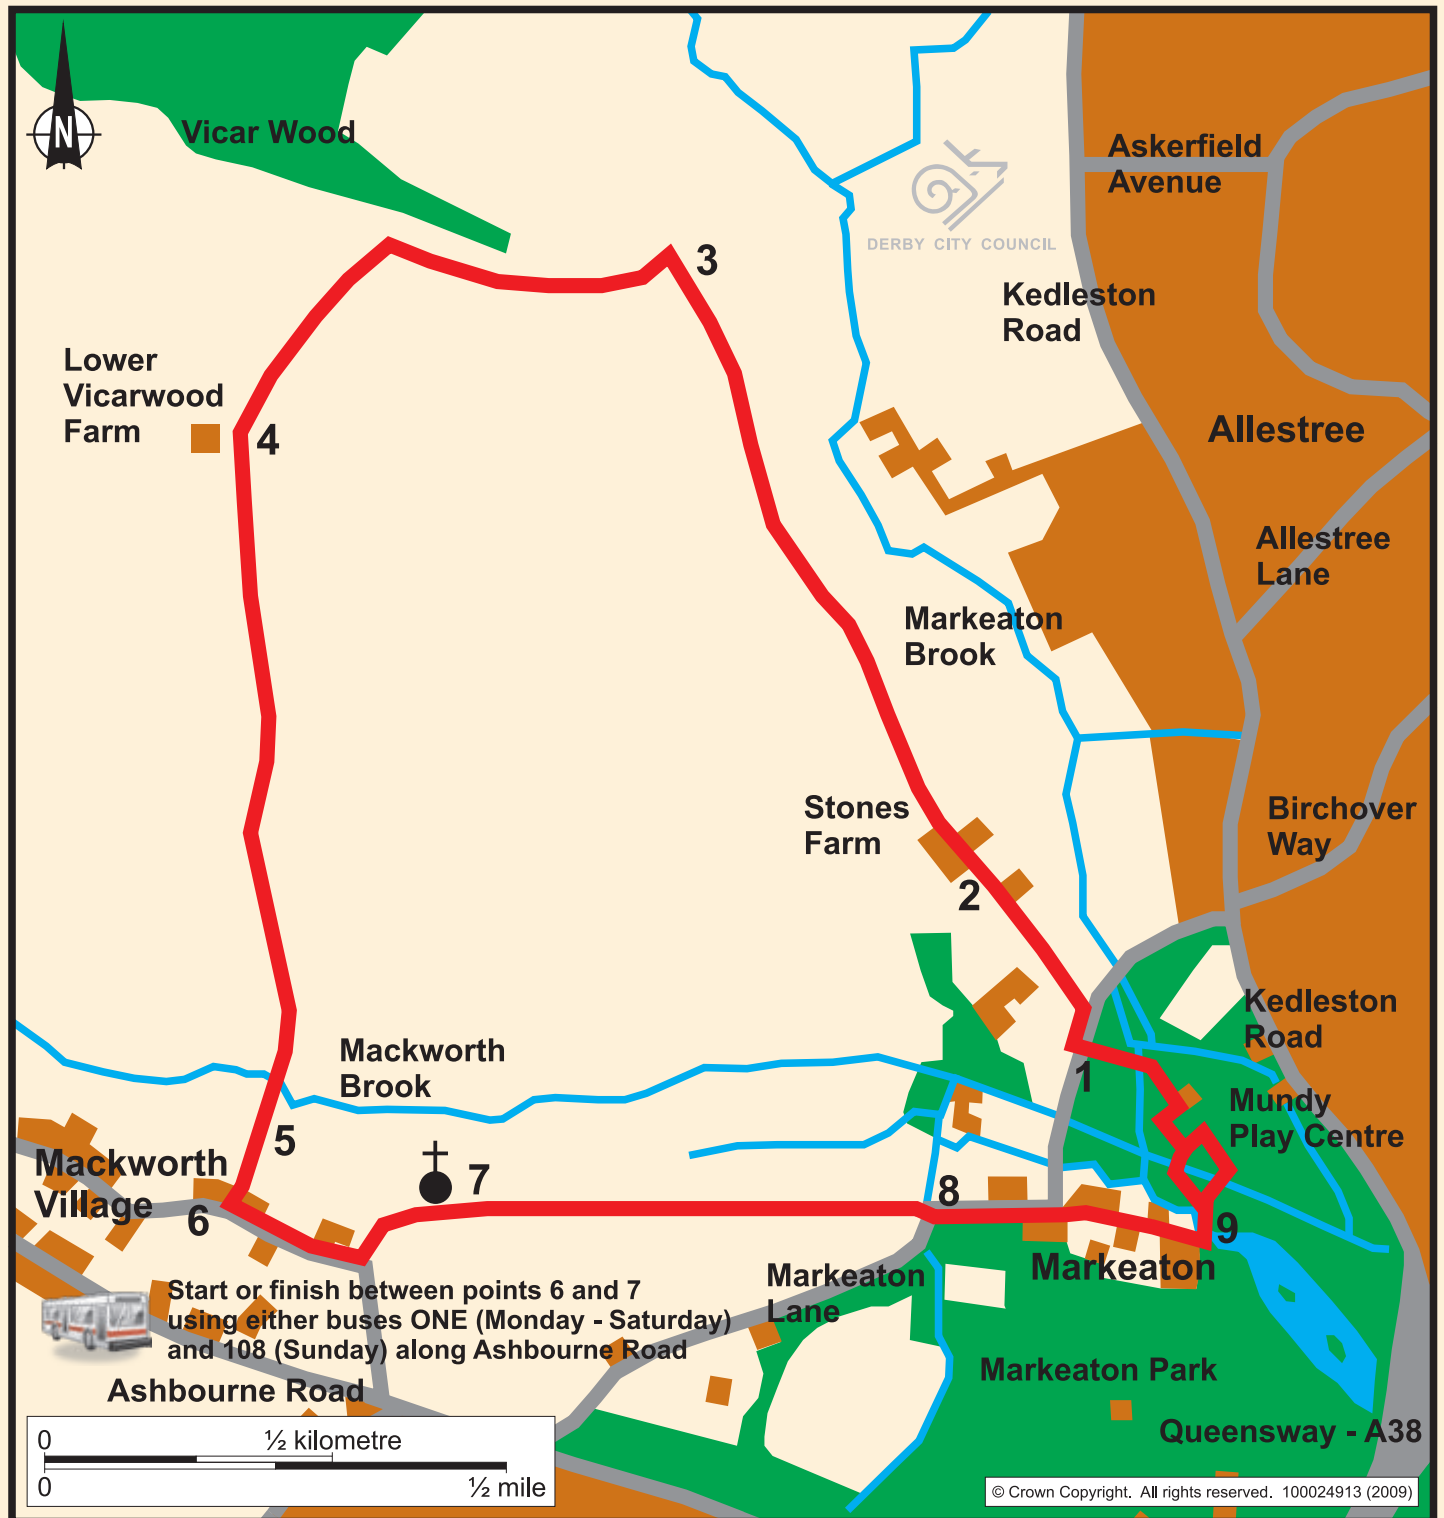 N
Vicar Wood
Askerfield
Avenue
DERBY CITY COUNCIL
3
Kedleston
Road
Lower
Vicarwood
Farm
4
Allestree
Allestree
Lane
Markeaton
Brook
Stones
Farm
Birchover
Way
2
Kedleston
Road
Mackworth
Brook
1
Mundy
Play Centre
5
Mackworth
Village
6
7
8
9
Markeaton
Markeaton
Lane
Start or finish between points 6 and 7
using either buses ONE (Monday - Saturday)
and 108 (Sunday) along Ashbourne Road
Markeaton Park
Ashbourne Road
Queensway - A38
0 ½ kilometre
0 ½ mile
© Crown Copyright. All rights reserved. 100024913 (2009)